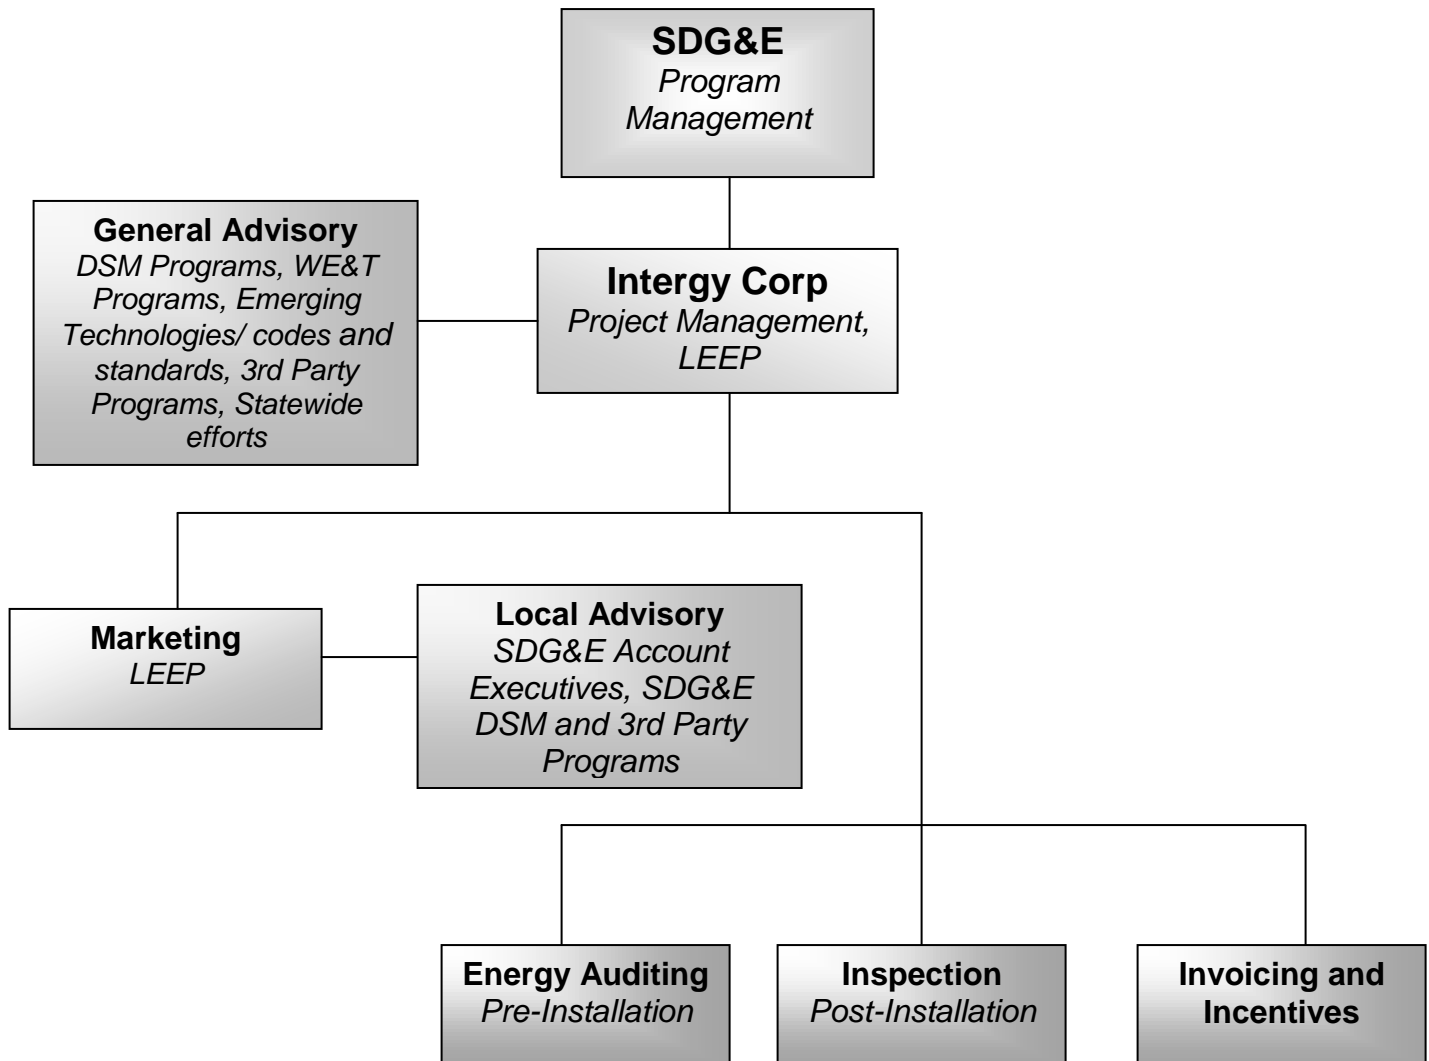 SDG&E
Program
Management
General Advisory
DSM Programs, WE&T
Programs, Emerging
Technologies/ codes and
standards, 3rd Party
Programs, Statewide
efforts
Intergy Corp
Project Management,
LEEP
Marketing
LEEP
Local Advisory
SDG&E Account
Executives, SDG&E
DSM and 3rd Party
Programs
Energy Auditing
Pre-Installation
Inspection
Post-Installation
Invoicing and
Incentives